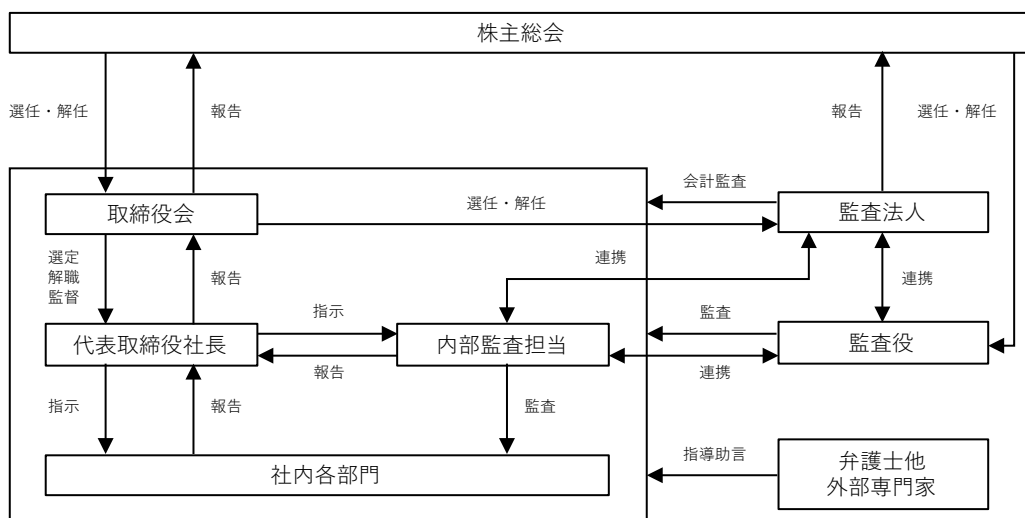 株主総会
選任・解任
報告
報告
選任・解任
会計監査
取締役会
選任・解任
監査法人
選定
解職
監督
報告
連携
連携
指示
監査
代表取締役社長
内部監査担当
監査役
報告
連携
指示
報告
監査
社内各部門
指導助言
弁護士他
外部専門家